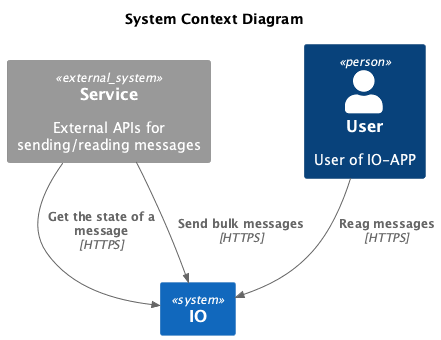 System Context Diagram
«external_system»
Service
External APIs for
sending/reading messages
«person»
User
User of IO-APP
Get the state of a
message
[HTTPS]
Send bulk messages
[HTTPS]
Reag messages
[HTTPS]
«system»
IO